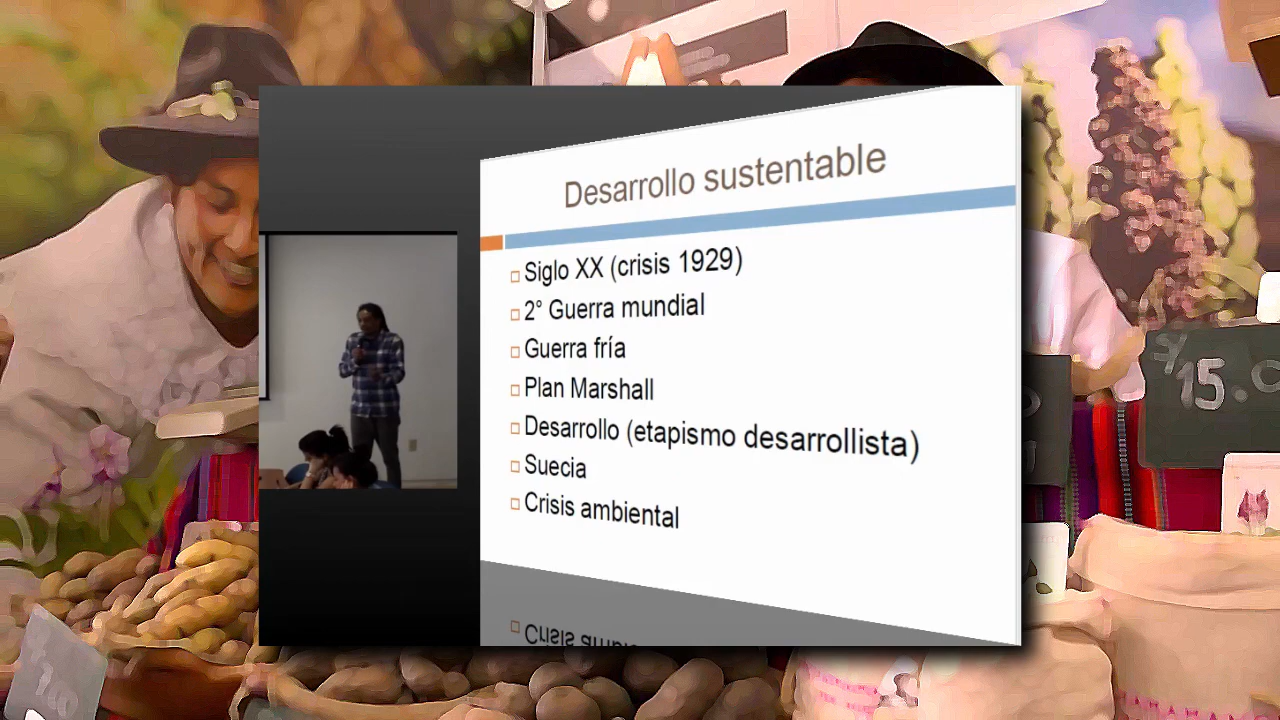 Desarrollo sustentable
Siglo XX (crisis 1929)
2° Guerra mundial
Guerra fría
Plan Marshall
Desarrollo (etapismo desarrollista)
Suecia
Crisis ambiental
S/
15.